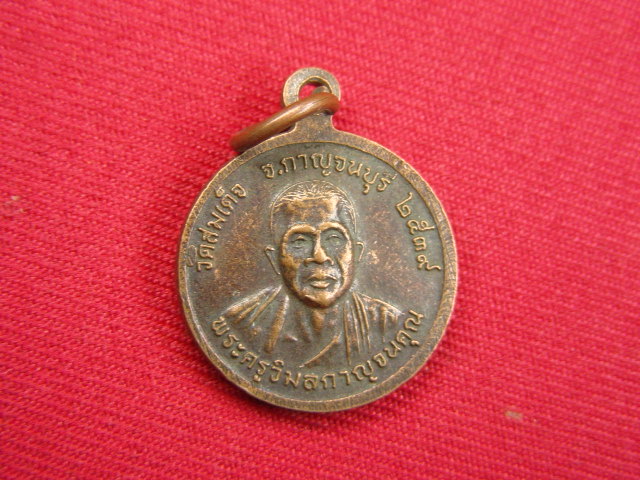 วัดสมเด็จ จ.กาญจนบุรี ๒๕๓๙
พระครูวิมลกาญจนคุณ